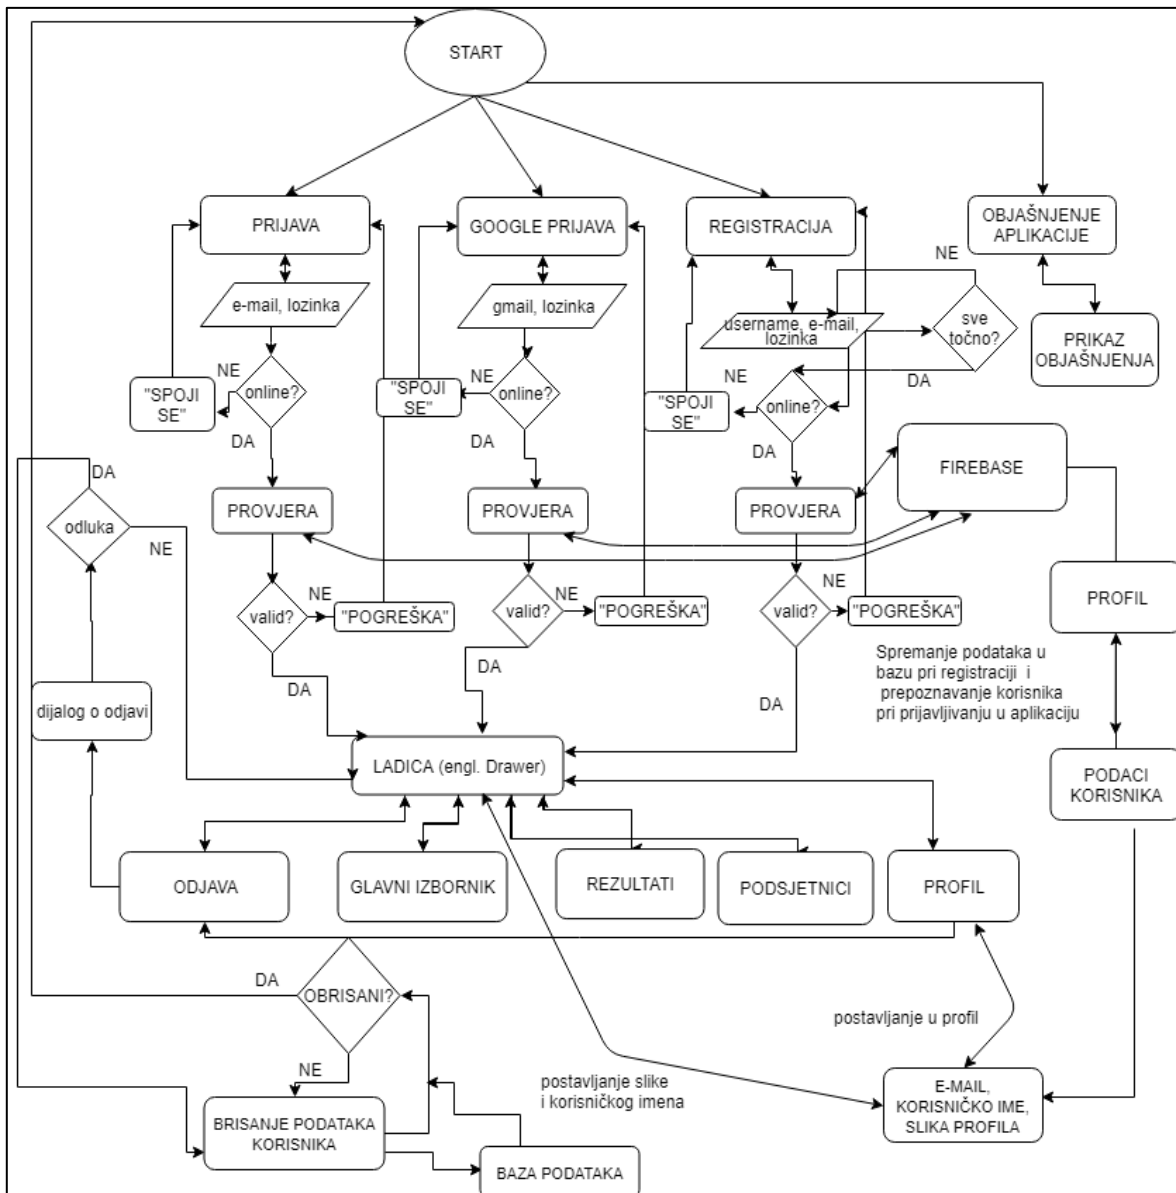 START
PRIJAVA
GOOGLE PRIJAVA
REGISTRACIJA
OBJAŠNJENJE
APLIKACIJE
NE
e-mail, lozinka
gmail, lozinka
username, e-mail,
lozinka
sve
točno?
PRIKAZ
OBJAŠNJENJA
NE
"SPOJI
SE"
online?
NE
"SPOJI
SE"
online?
NE
"SPOJI
SE"
online?
DA
DA
DA
DA
DA
FIREBASE
odluka
NE
PROVJERA
PROVJERA
PROVJERA
valid?
NE
"POGREŠKA"
valid?
NE
"POGREŠKA"
valid?
NE
"POGREŠKA"
PROFIL
Spremanje podataka u
bazu pri registraciji i
prepoznavanje korisnika
pri prijavljivanju u aplikaciju
DA
DA
DA
dijalog o odjavi
LADICA (engl. Drawer)
PODACI
KORISNIKA
ODJAVA
GLAVNI IZBORNIK
REZULTATI
PODSJETNICI
PROFIL
DA
OBRISANI?
NE
postavljanje u profil
postavljanje slike
i korisničkog imena
E-MAIL,
KORISNIČKO IME,
SLIKA PROFILA
BRISANJE PODATAKA
KORISNIKA
BAZA PODATAKA